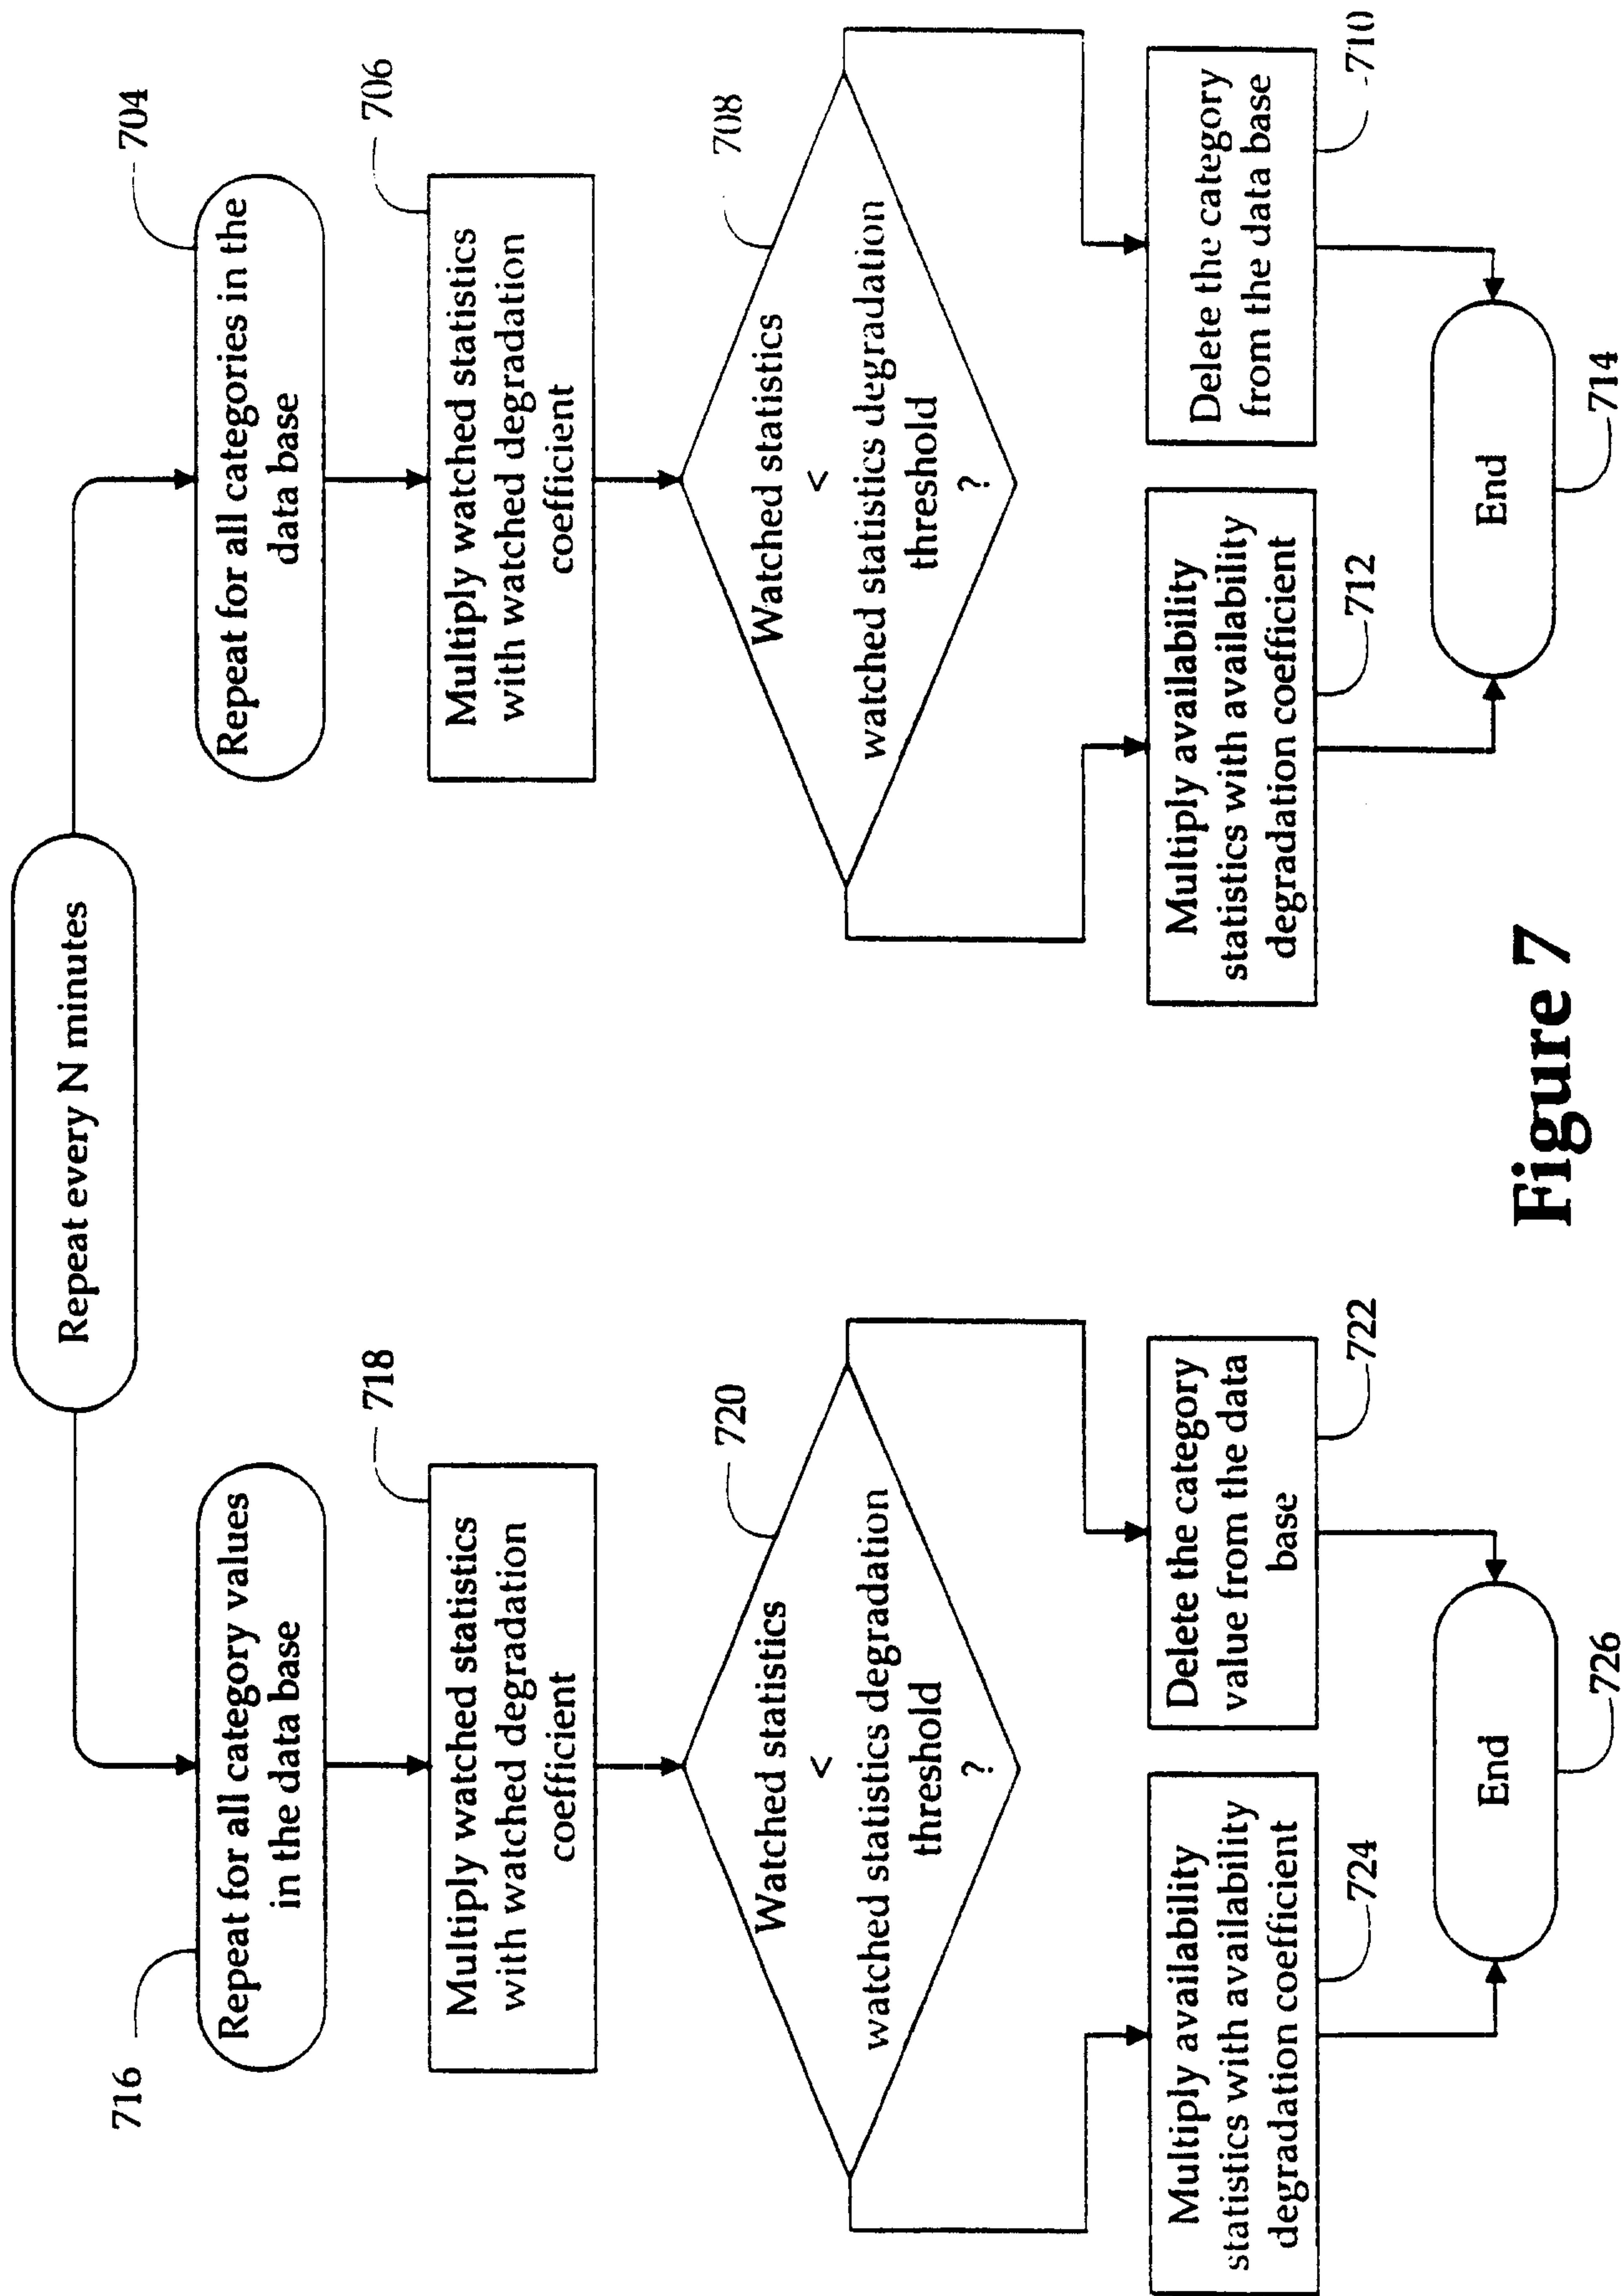 Repeat every N minutes
716
Repeat for all category values
in the data base
718
Multiply watched statistics
with watched degradation
coefficient
720
Watched statistics
<
watched statistics degradation
threshold
?
Multiply availability
statistics with availability
degradation coefficient
724
Delete the category
value from the data
base
722
End
726
704
Repeat for all categories in the
data base
706
Multiply watched statistics
with watched degradation
coefficient
708
Watched statistics
<
watched statistics degradation
threshold
?
Multiply availability
statistics with availability
degradation coefficient
712
Delete the category
from the data base
710
End
714
Figure 7